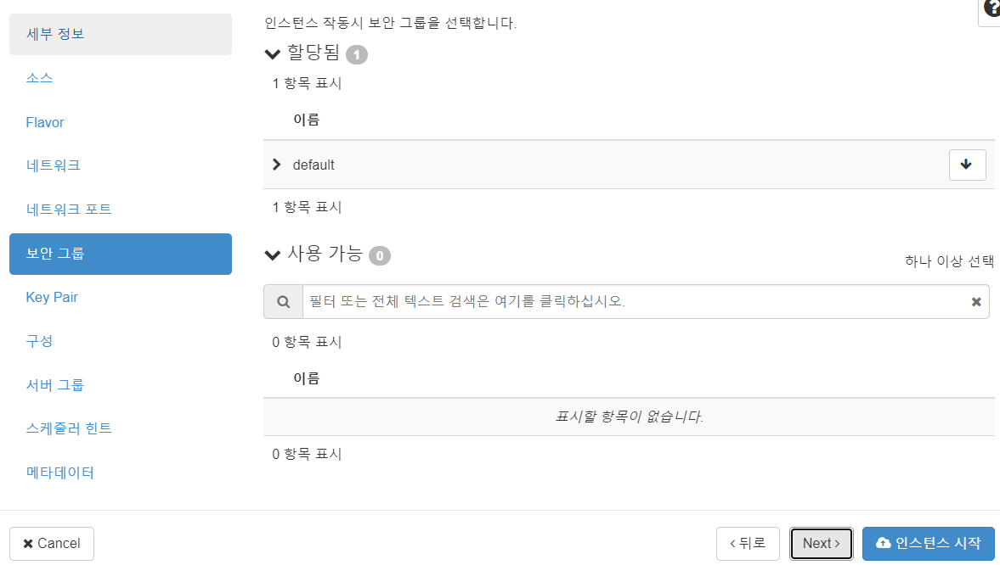 세부 정보
소스
Flavor
네트워크
네트워크 포트
보안 그룹
Key Pair
구성
서버 그룹
스케줄러 힌트
메타데이터
인스턴스 작동시 보안 그룹을 선택합니다.
할당됨 1
1 항목 표시
이름
default
1 항목 표시
사용 가능 0
하나 이상 선택
필터 또는 전체 텍스트 검색은 여기를 클릭하십시오.
0 항목 표시
이름
표시할 항목이 없습니다.
0 항목 표시
Cancel
뒤로
Next
인스턴스 시작